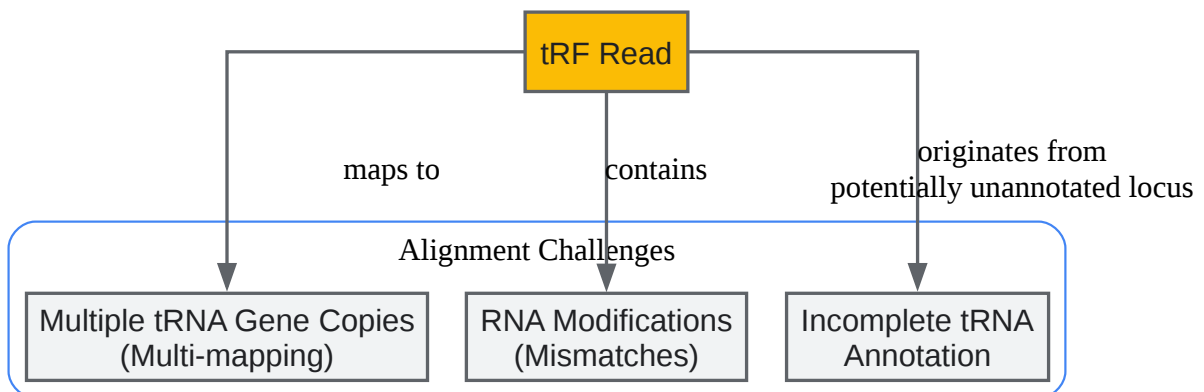 tRF Read
maps to
contains
originates from
potentially unannotated locus
Alignment Challenges
Multiple tRNA Gene Copies
(Multi-mapping)
RNA Modifications
(Mismatches)
Incomplete tRNA
Annotation